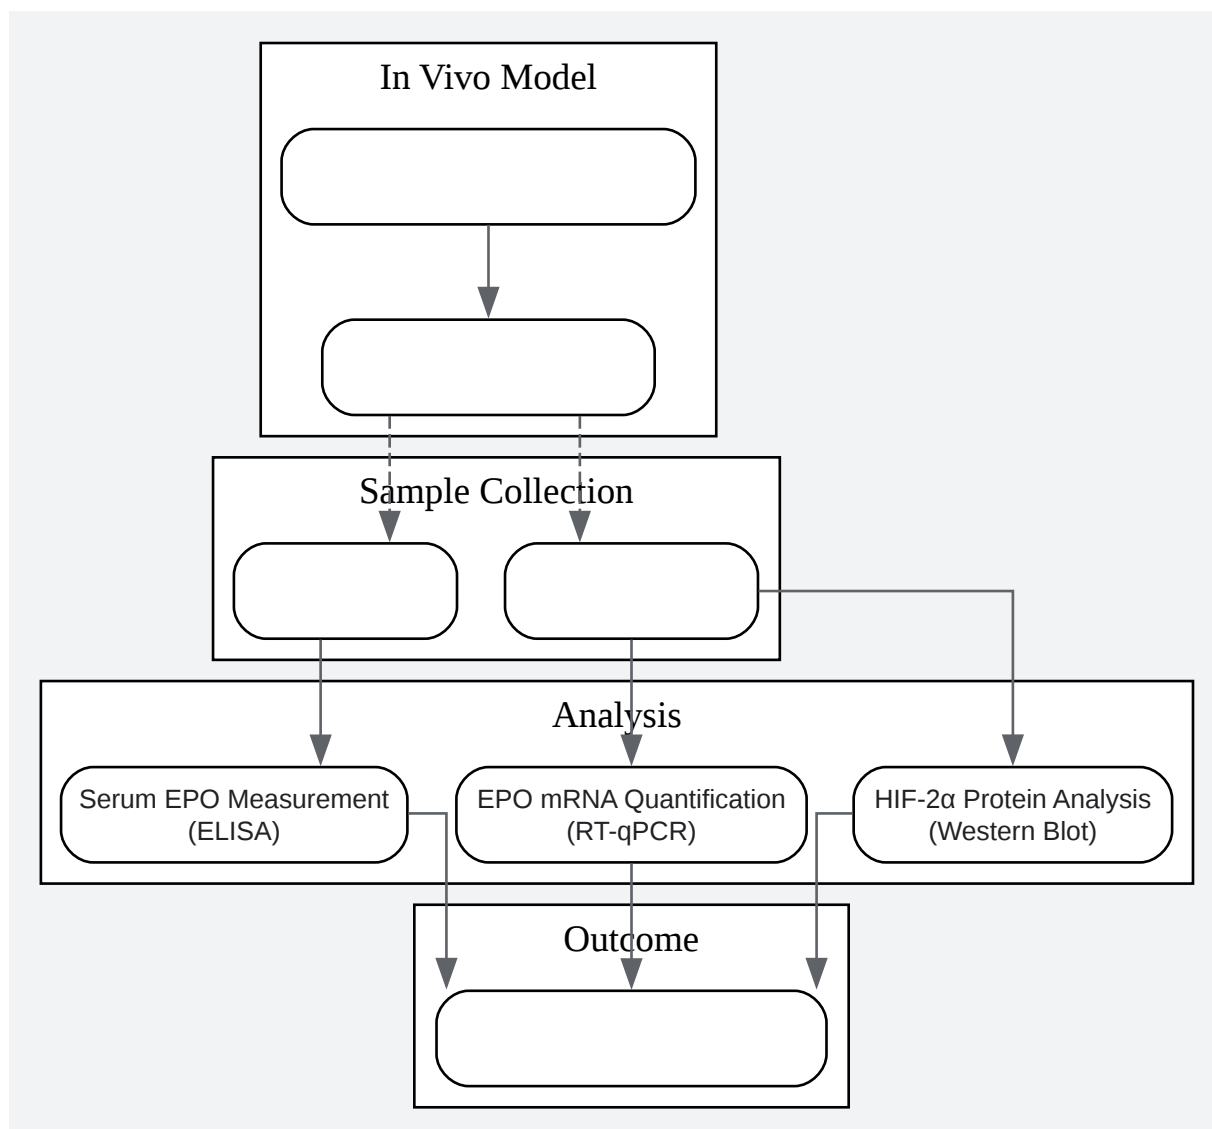 In Vivo Model
Sample Collection
Analysis
Serum EPO Measurement
(ELISA)
EPO mRNA Quantification
(RT-qPCR)
HIF-2α Protein Analysis
(Western Blot)
Outcome